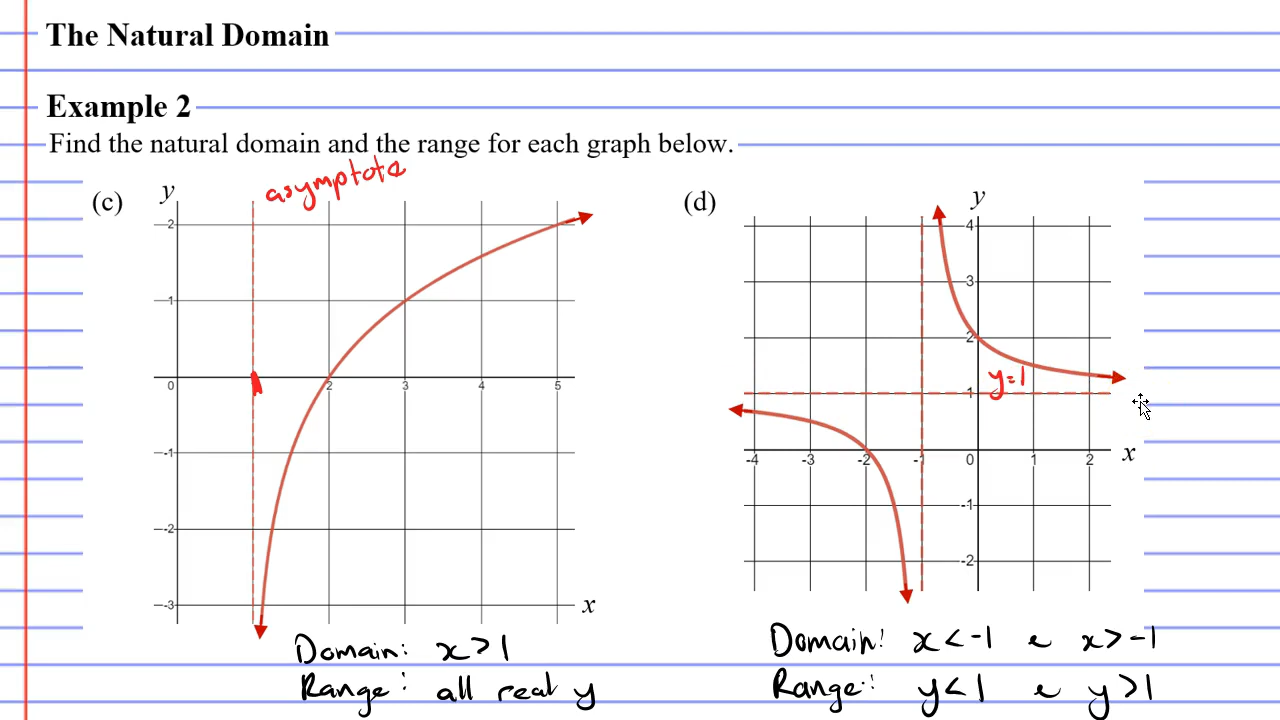 The Natural Domain
Example 2
Find the natural domain and the range for each graph below.
(c)
y
asymptote
2
1
0
2
3
4
5
-1
-2
-3
x
Domain: x>1
Range: all real y
(d)
y
4
3
2
y=1
1
-4
-3
-2
-1
0
1
2
x
-1
-2
Domain: x<-1 & x>-1
Range: y<1 & y>1